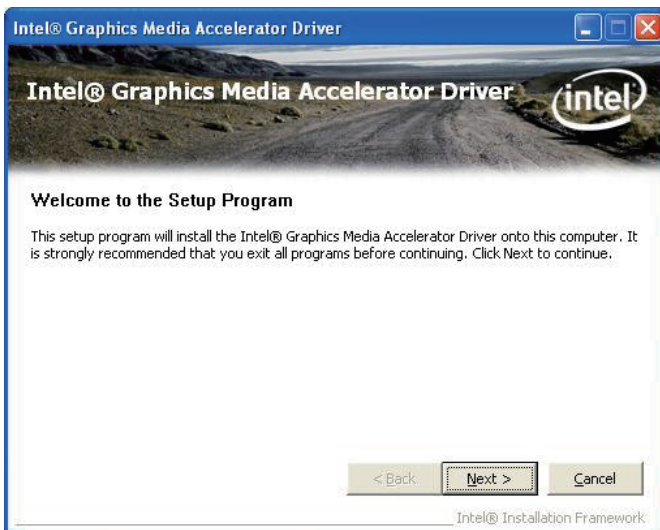 Intel® Graphics Media Accelerator Driver
Intel® Graphics Media Accelerator Driver
intel
Welcome to the Setup Program
This setup program will install the Intel® Graphics Media Accelerator Driver onto this computer. It
is strongly recommended that you exit all programs before continuing. Click Next to continue.
< Back
Next >
Cancel
Intel® Installation Framework